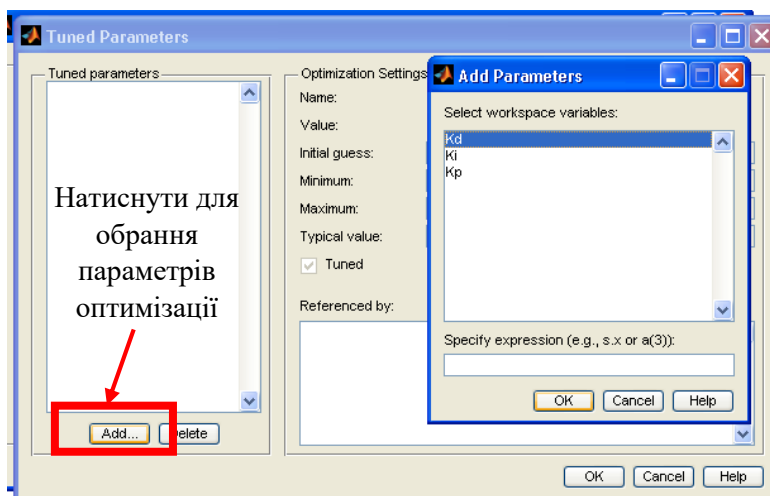 Tuned Parameters
Tuned parameters
Натиснути для
обрання
параметрів
оптимізації
Add...
Delete
Optimization Settings
Name:
Value:
Initial guess:
Minimum:
Maximum:
Typical value:
Tuned
Referenced by:
Add Parameters
Select workspace variables:
Kd
Ki
Kp
Specify expression (e.g., s.x or a(3)):
OK Cancel Help
OK Cancel Help